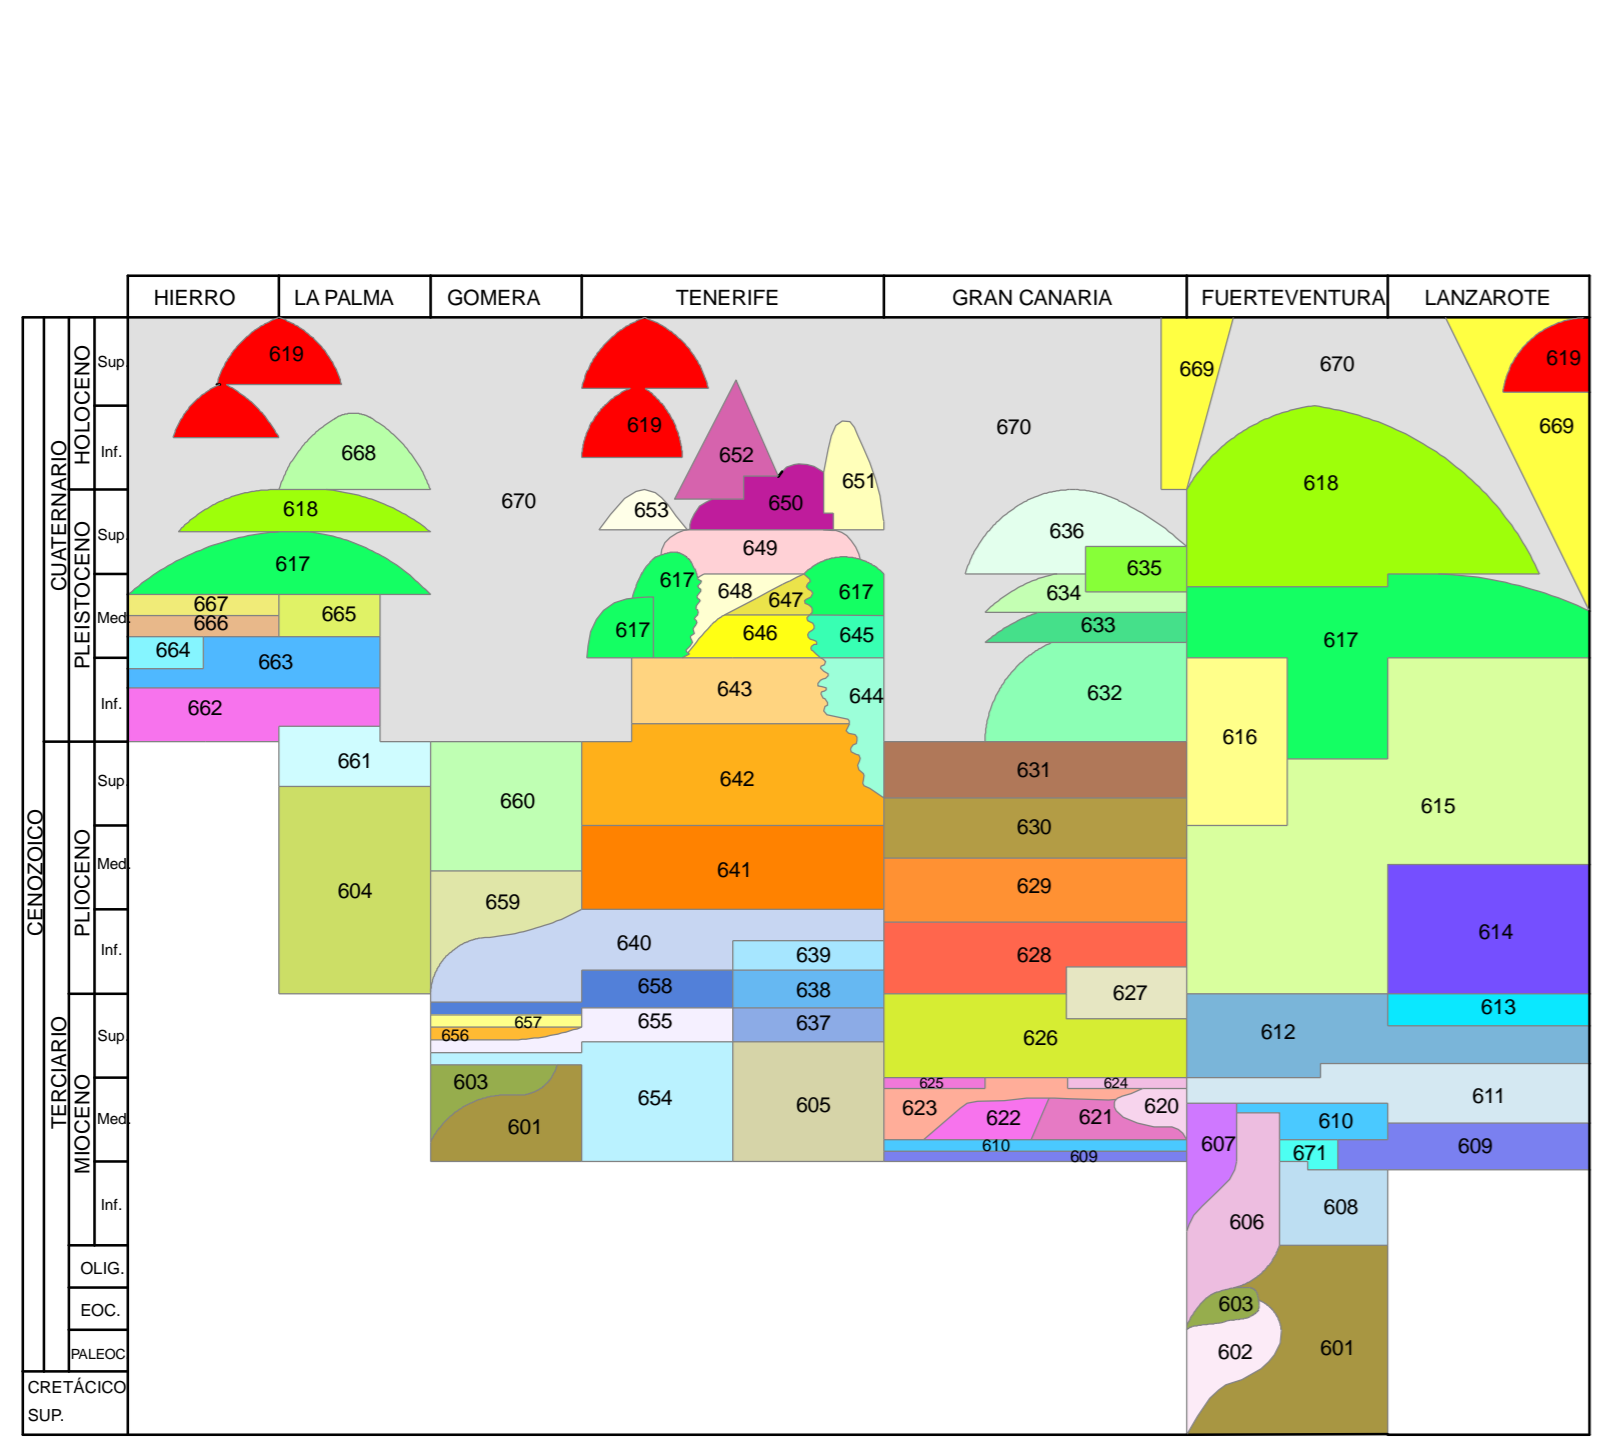 HIERRO LA PALMA GOMERA TENERIFE GRAN CANARIA FUERTEVENTURA LANZAROTE
CENOZOICO
CUATERNARIO
TERCIARIO
HOLOCENO
PLEISTOCENO
PLIOCENO
MIOCENO
Sup.
Inf.
Sup.
Med.
Inf.
Sup.
Med.
Inf.
Sup.
Med.
Inf.
OLIG.
EOC.
PALEOC
CRETÁCICO
SUP.
619 619 669 670 619
668 619 652 651 670 669
618 670 653 650 636 618
617 649 635
667 617 648 647 617 634
666 665 617 646 645 633 617
664 663 643 644 632
662 616
661 642 631 615
660 630
604 659 641 629 614
640 639 628
658 638 627 613
657 655 637 626 612
656
603 654 605 625 624 611
601 623 622 621 620 607 610
610 671 609
609
606 608
603
602 601